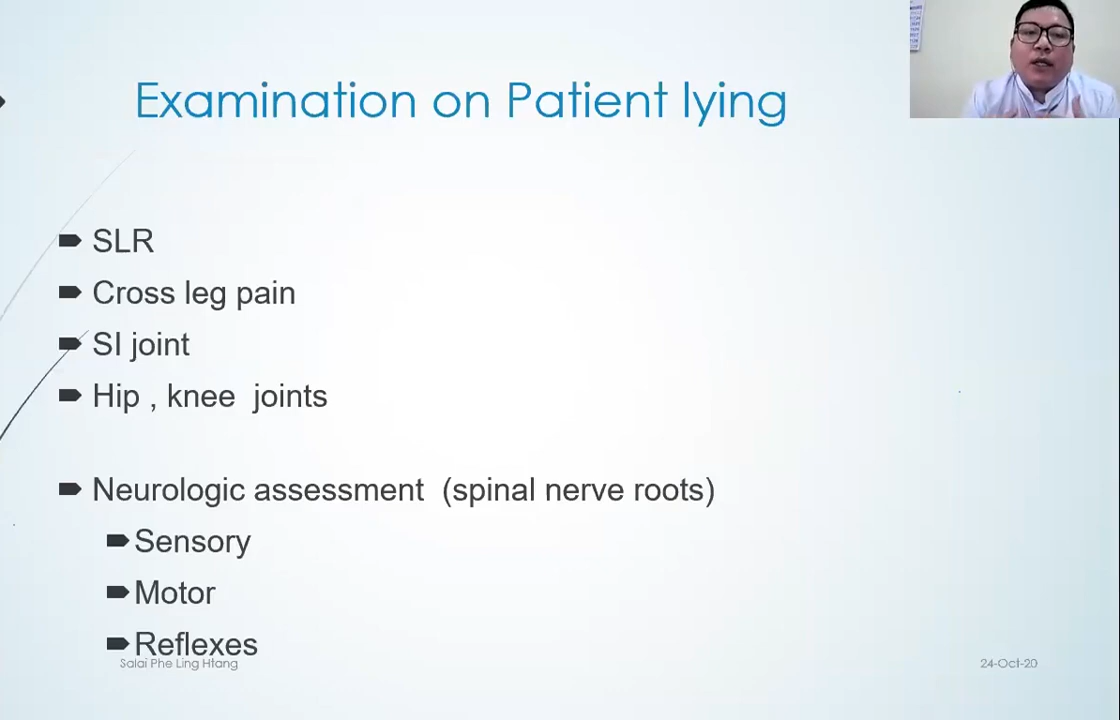 Examination on Patient lying
SLR
Cross leg pain
SI joint
Hip , knee joints
Neurologic assessment (spinal nerve roots)
Sensory
Motor
Reflexes
Salai Phe Ling Htang
24-Oct-20